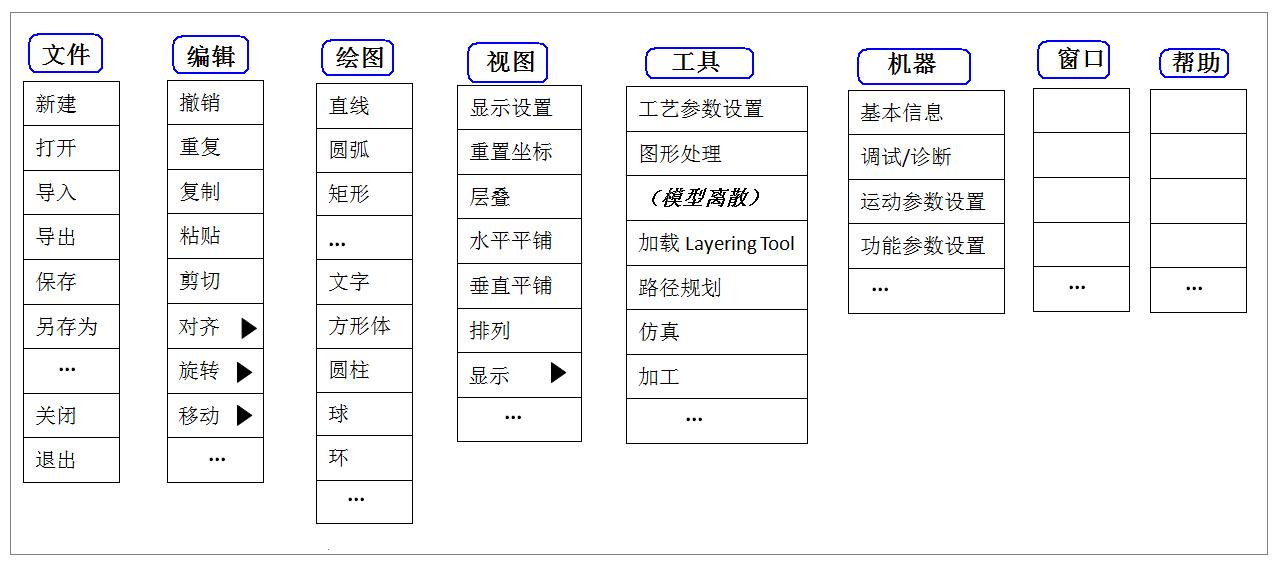 文件
新建
打开
导入
导出
保存
另存为
...
关闭
退出
编辑
撤销
重复
复制
粘贴
剪切
对齐
旋转
移动
...
绘图
直线
圆弧
矩形
...
文字
方形体
圆柱
球
环
...
视图
显示设置
重置坐标
层叠
水平平铺
垂直平铺
排列
显示
...
工具
工艺参数设置
图形处理
（模型离散）
加载 Layering Tool
路径规划
仿真
加工
...
机器
基本信息
调试/诊断
运动参数设置
功能参数设置
...
窗口
...
帮助
...